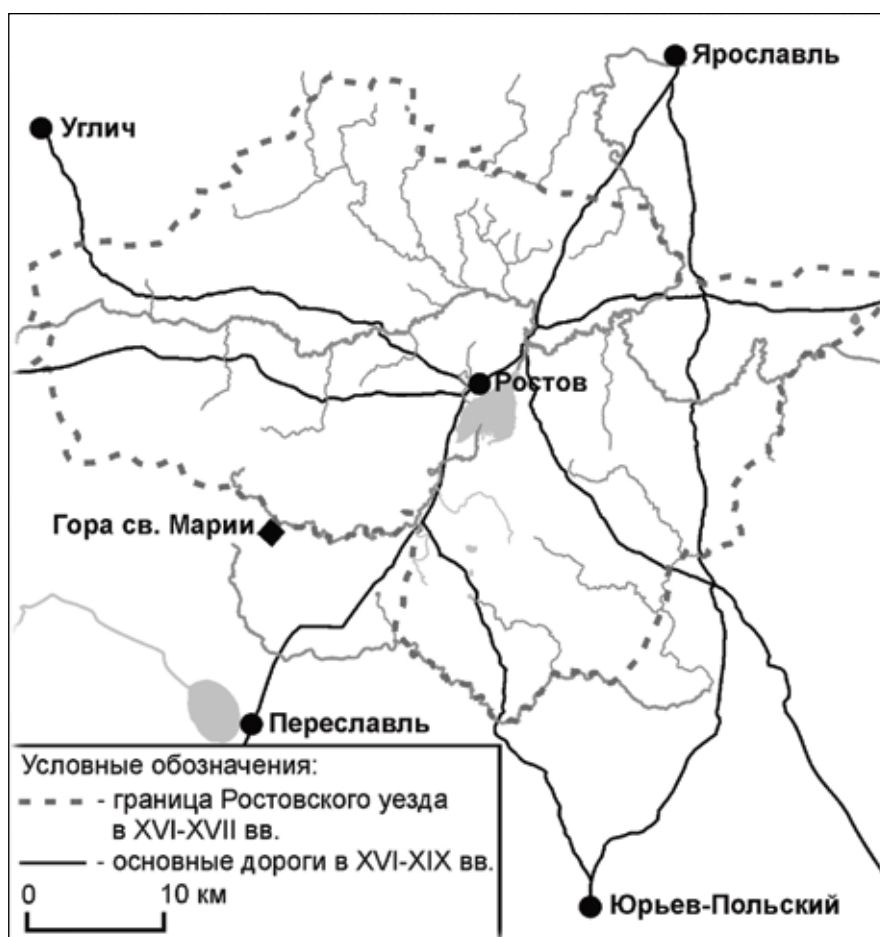 Ярославль
Углич
Ростов
Гора св. Марии
Переславль
Условные обозначения:
- граница Ростовского уезда
в XVI-XVII вв.
- основные дороги в XVI-XIX вв.
0 10 км
Юрьев-Польский